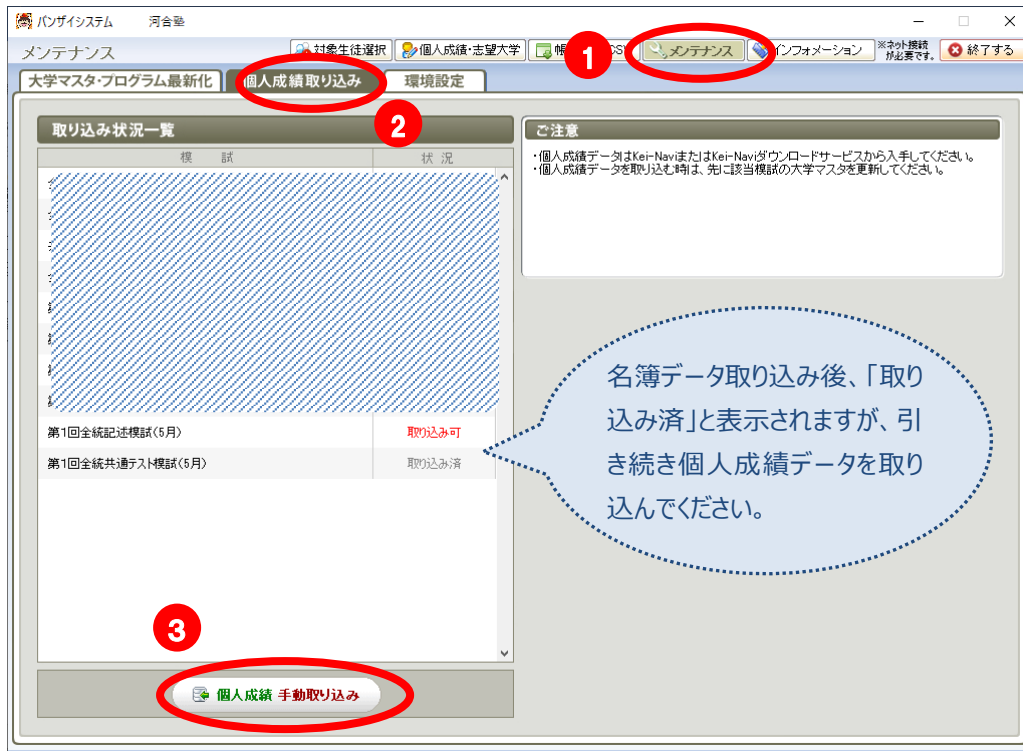 バンザイシステム 河合塾
メンテナンス
対象生徒選択
個人成績・志望大学
メンテナンス
インフォメーション
※ネット接続
が必要です。
終了する
1
大学マスタ・プログラム最新化
個人成績取り込み
環境設定
2
取り込み状況一覧
模 試
状 況
ご注意
・個人成績データはKei-NaviまたはKei-Naviダウンロードサービスから入手してください。
・個人成績データを取り込む時は、先に該当模試の大学マスタを更新してください。
第1回全統記述模試(5月)
取り込み可
第1回全統共通テスト模試(5月)
取り込み済
名簿データ取り込み後、「取り
込み済」と表示されますが、引
き続き個人成績データを取り
込んでください。
3
個人成績 手動取り込み